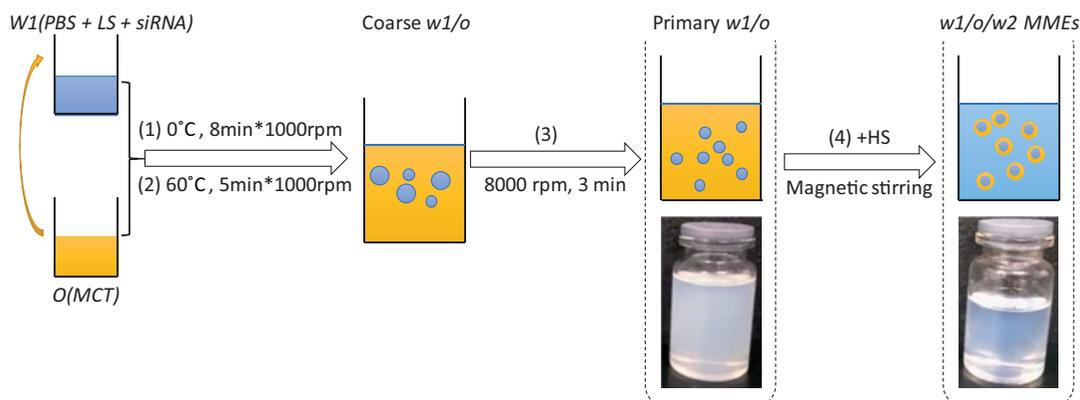 W1(PBS + LS + siRNA)
Coarse w1/o
Primary w1/o
w1/o/w2 MMEs
(1) 0˚C , 8min*1000rpm
(2) 60˚C , 5min*1000rpm
(3)
8000 rpm, 3 min
(4) +HS
Magnetic stirring
O(MCT)